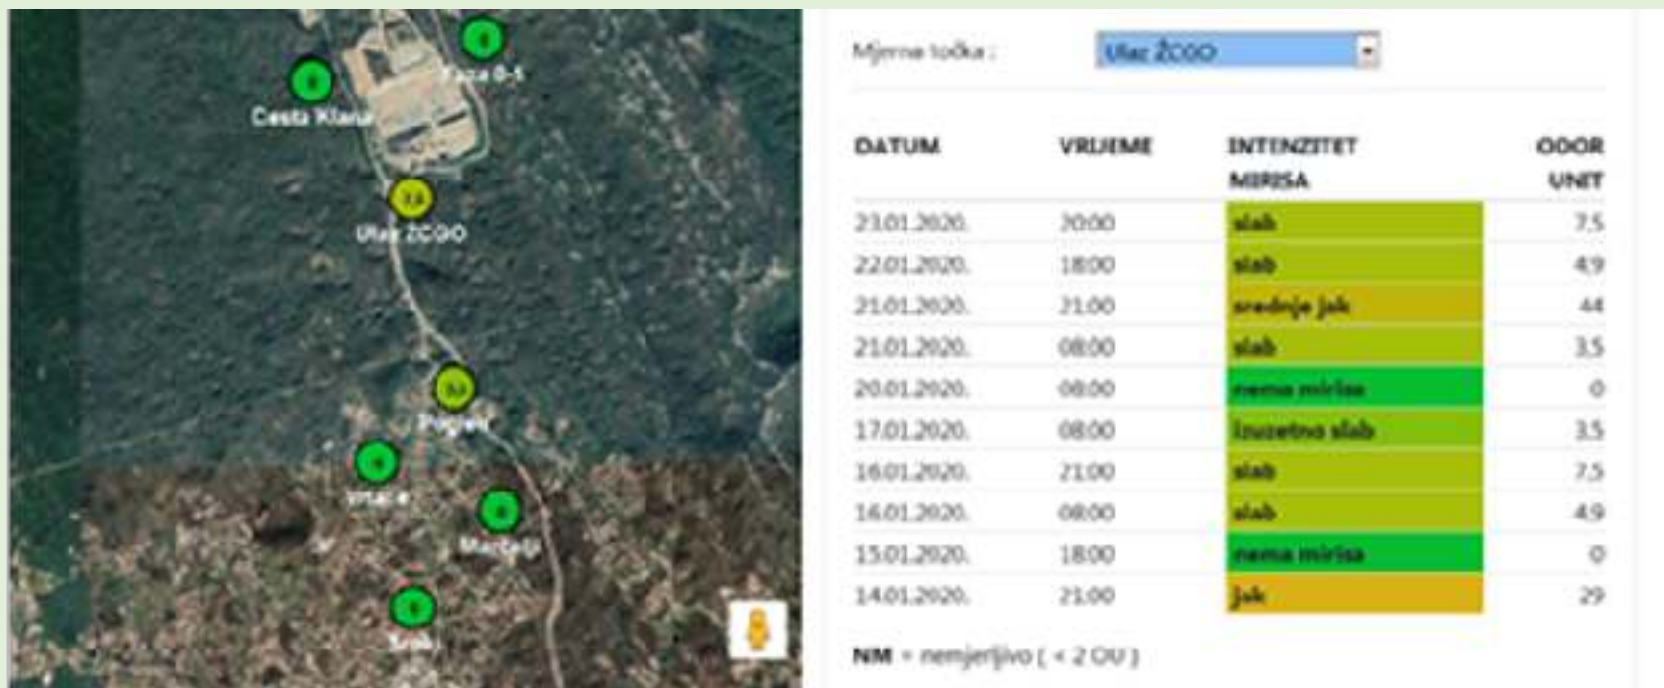 Cesta Klana
Faza 0-1
7,5
Ulaz ŽCGO
Mjerna točka :
Ulaz ŽCGO
DATUM VRIJEME INTENZITET MIRISA ODOR UNIT
23.01.2020. 20:00 slab 7.5
22.01.2020. 18:00 slab 4.9
21.01.2020. 21:00 srednje jak 44
21.01.2020. 08:00 slab 3.5
20.01.2020. 08:00 nema mirisa 0
17.01.2020. 08:00 izuzetno slab 3.5
16.01.2020. 21:00 slab 7.5
16.01.2020. 08:00 slab 4.9
15.01.2020. 18:00 nema mirisa 0
14.01.2020. 21:00 jak 29
NM = nemjerljivo ( < 2 OU )